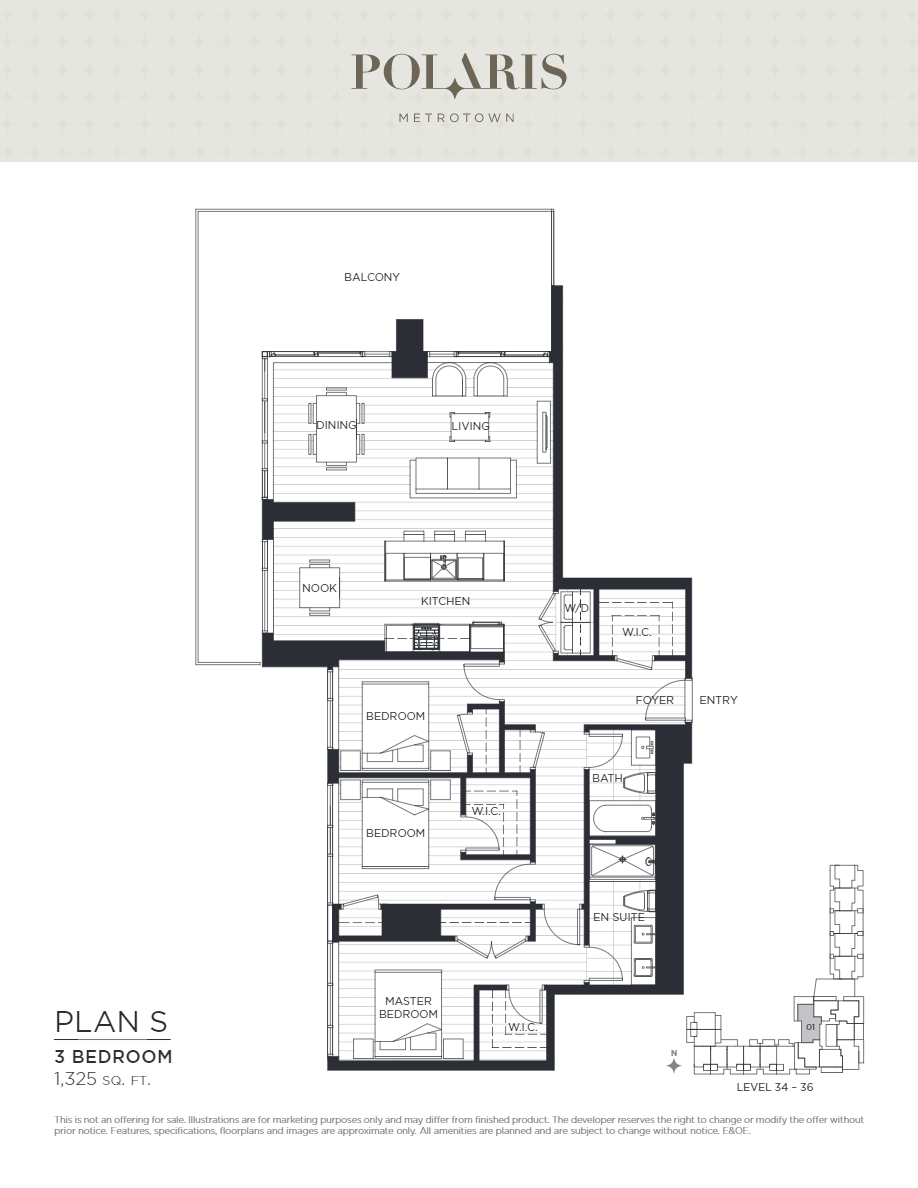 POLARIS
METROTOWN
BALCONY
DINING
LIVING
NOOK
KITCHEN
W/D
W.I.C.
FOYER
ENTRY
BEDROOM
BATH
W.I.C.
BEDROOM
EN SUITE
MASTER
BEDROOM
W.I.C.
PLAN S
3 BEDROOM
1,325 SQ. FT.
01
N
LEVEL 34 – 36
This is not an offering for sale. Illustrations are for marketing purposes only and may differ from finished product. The developer reserves the right to change or modify the offer without
prior notice. Features, specifications, floorplans and images are approximate only. All amenities are planned and are subject to change without notice. E&OE.